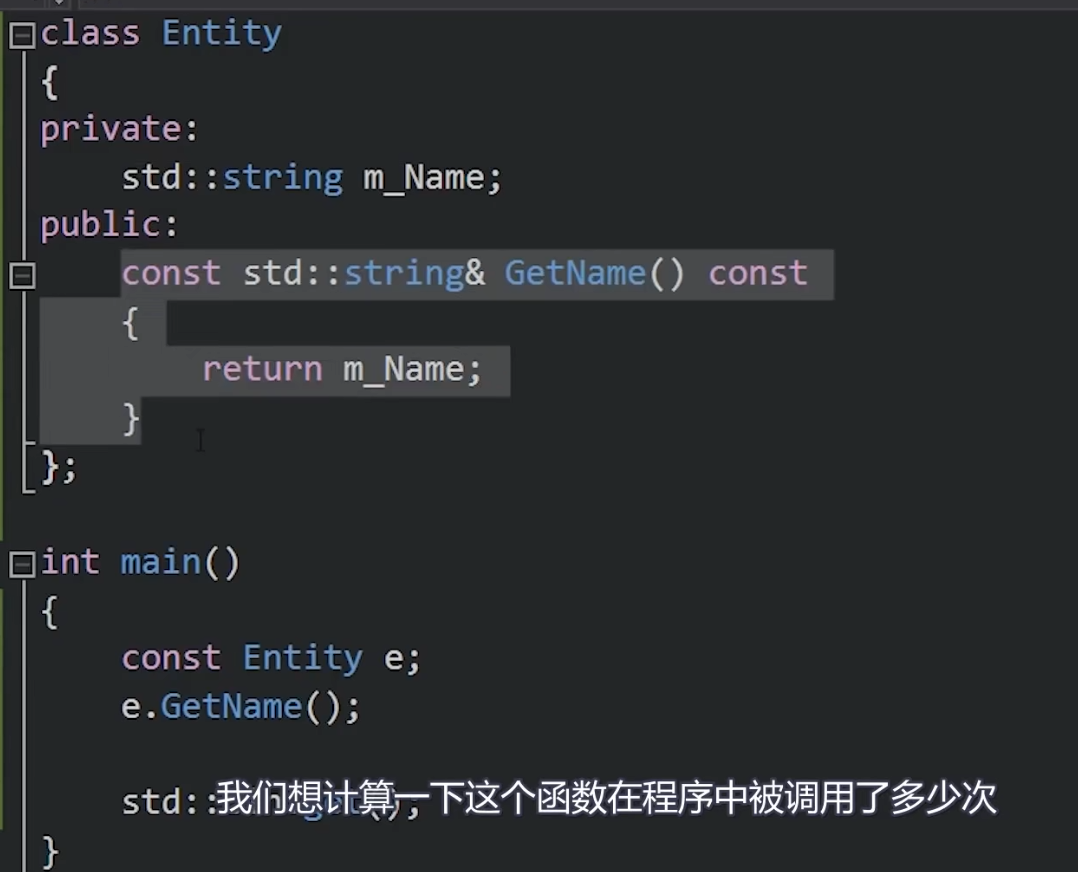 class Entity
{
private:
    std::string m_Name;
public:
    const std::string& GetName() const
    {
        return m_Name;
    }
};
int main()
{
    const Entity e;
    e.GetName();
    std::
我们想计算一下这个函数在程序中被调用了多少次
}